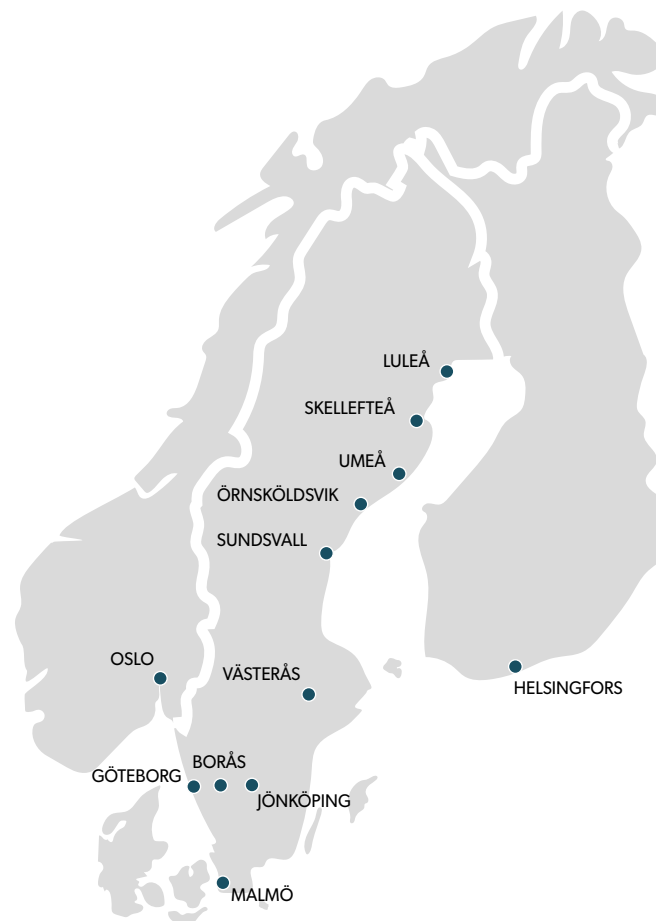 LULEÅ
SKELLEFTEÅ
UMEÅ
ÖRNSKÖLDSVIK
SUNDSVALL
OSLO
VÄSTERÅS
HELSINGFORS
BORÅS
GÖTEBORG
JÖNKÖPING
MALMÖ